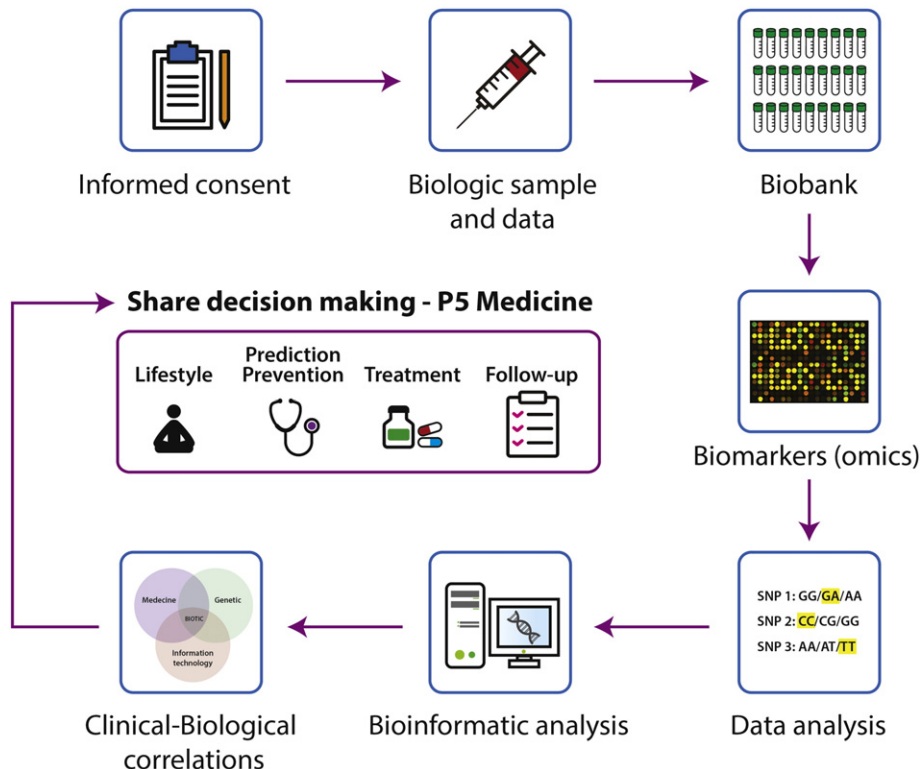 Informed consent
Biologic sample
and data
Biobank
Share decision making - P5 Medicine
Lifestyle
Prediction
Prevention
Treatment
Follow-up
Biomarkers (omics)
SNP 1: GG/GA/AA
SNP 2: CC/CG/GG
SNP 3: AA/AT/TT
Data analysis
Bioinformatic analysis
Medecine
Genetic
BIOTIC
Information
technology
Clinical-Biological
correlations